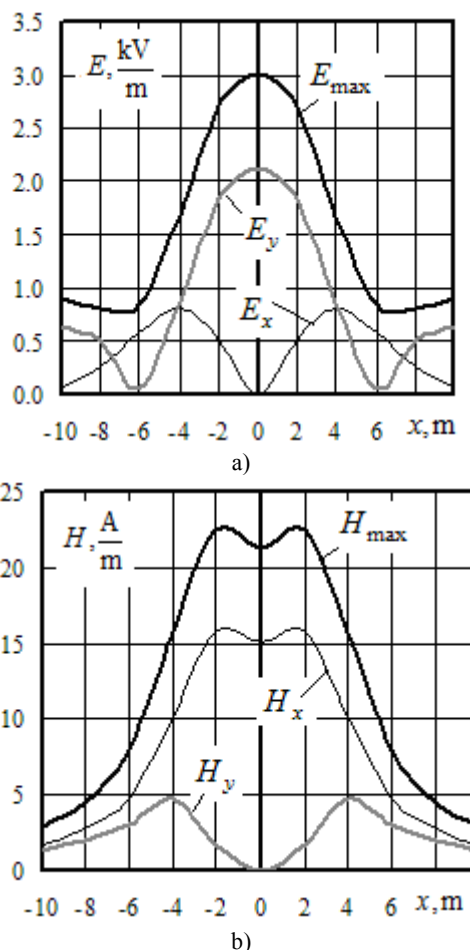 3.5
E, kV/m
3.0
E_max
2.5
2.0
1.5
E_y
1.0
E_x
0.5
0.0
-10 -8 -6 -4 -2 0 2 4 6 x, m
a)
25
H, A/m
H_max
20
15
H_x
10
H_y
5
0
-10 -8 -6 -4 -2 0 2 4 6 x, m
b)